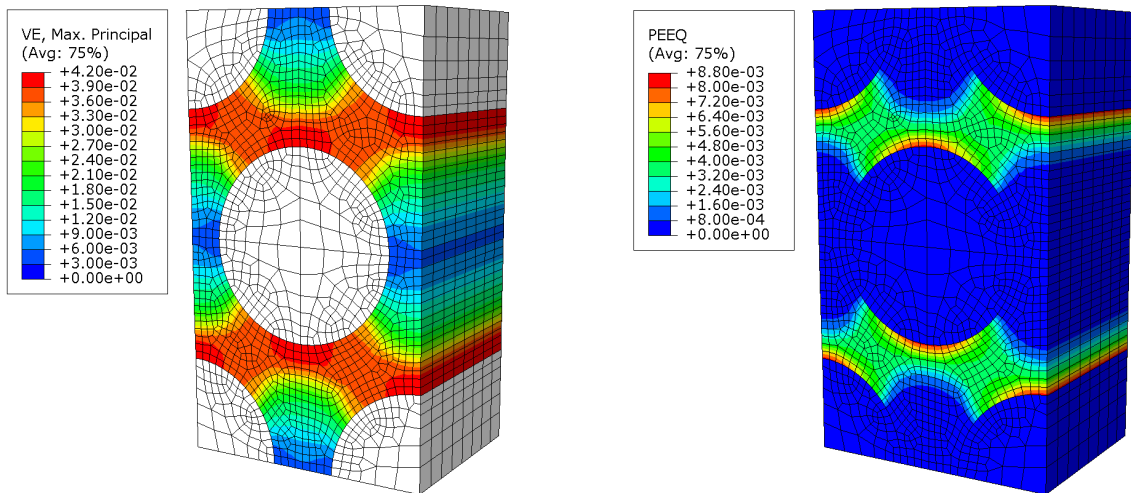 VE, Max. Principal
(Avg: 75%)
+4.20e-02
+3.90e-02
+3.60e-02
+3.30e-02
+3.00e-02
+2.70e-02
+2.40e-02
+2.10e-02
+1.80e-02
+1.50e-02
+1.20e-02
+9.00e-03
+6.00e-03
+3.00e-03
+0.00e+00
PEEQ
(Avg: 75%)
+8.80e-03
+8.00e-03
+7.20e-03
+6.40e-03
+5.60e-03
+4.80e-03
+4.00e-03
+3.20e-03
+2.40e-03
+1.60e-03
+8.00e-04
+0.00e+00